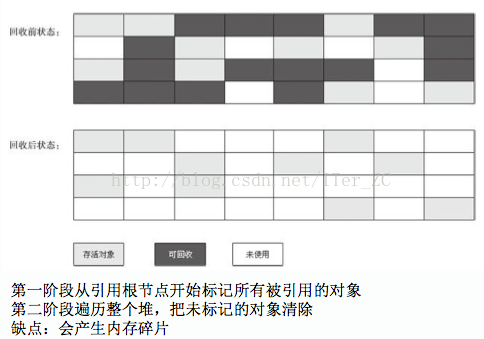 回收前状态：
回收后状态：
http://blog.csdn.net/ITer_ZC
存活对象 可回收 未使用
第一阶段从引用根节点开始标记所有被引用的对象
第二阶段遍历整个堆，把未标记的对象清除
缺点：会产生内存碎片